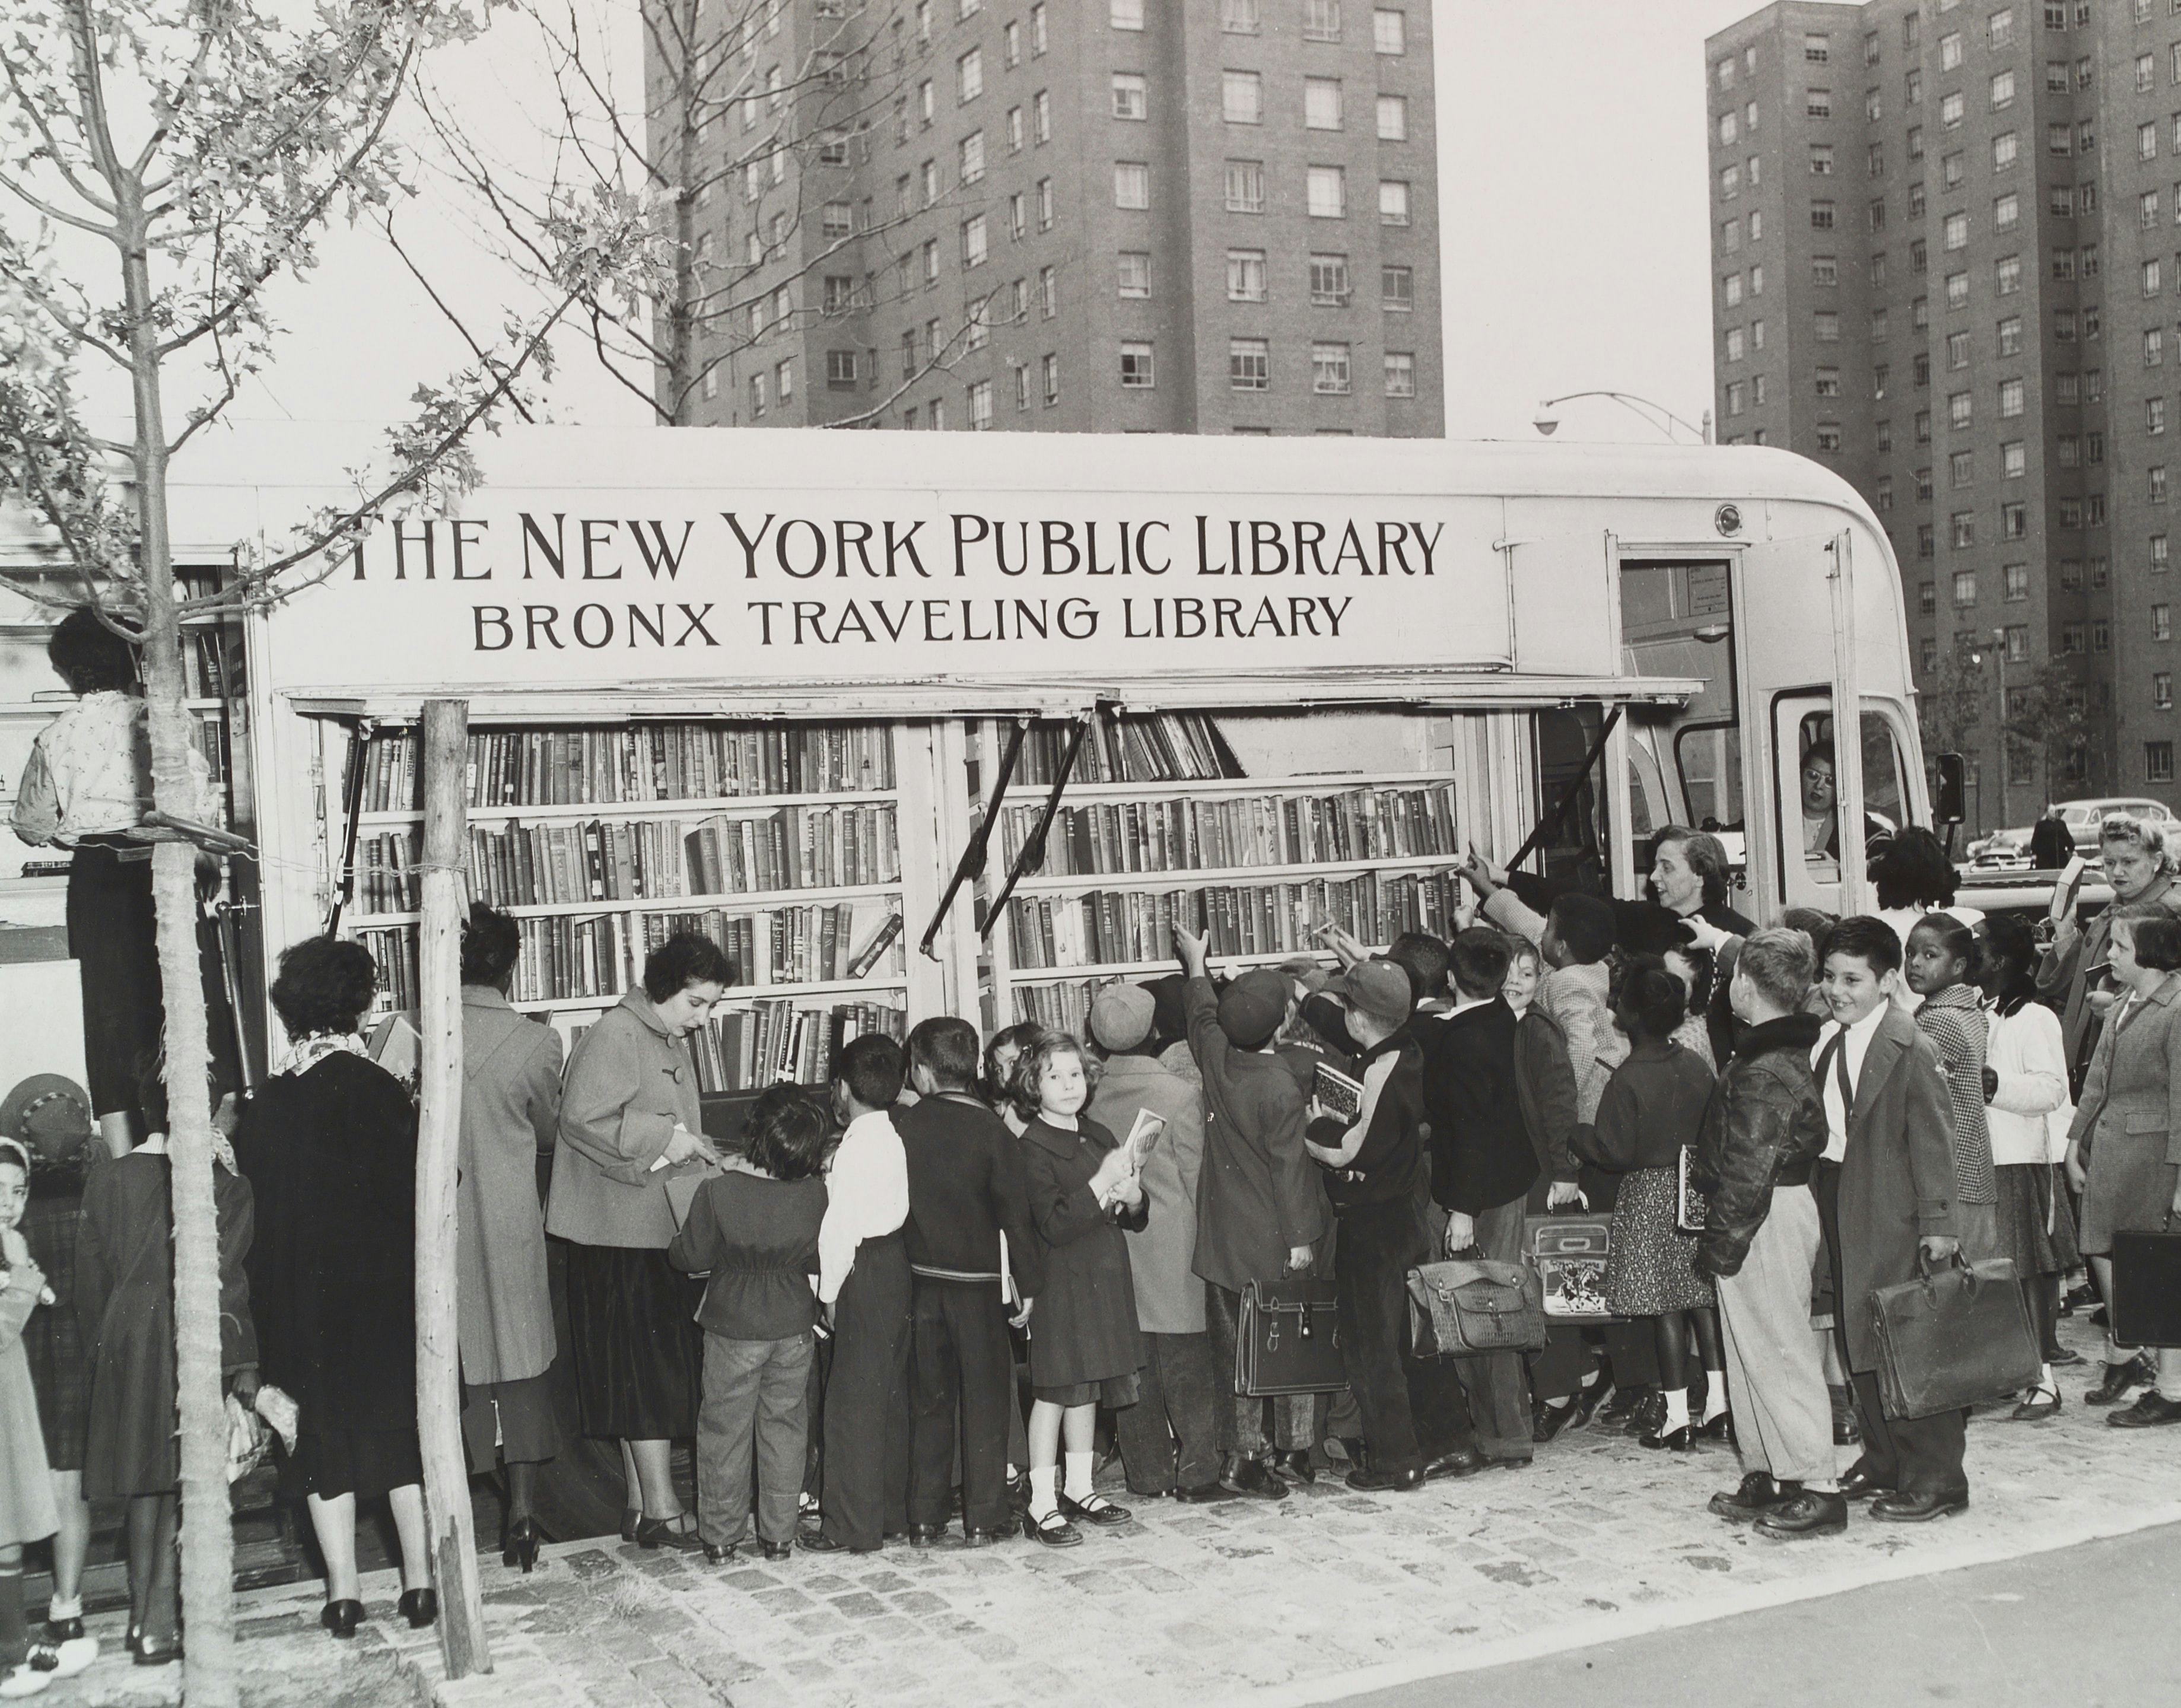 THE NEW YORK PUBLIC LIBRARY
BRONX TRAVELING LIBRARY